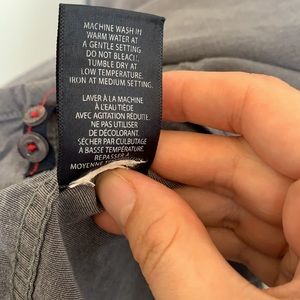 MACHINE WASH IN
WARM WATER AT
A GENTLE SETTING
DO NOT BLEACH.
TUMBLE DRY AT
LOW TEMPERATURE.
IRON AT MEDIUM SETTING.
LAVER À LA MACHINE
À L'EAU TIÈDE
AVEC AGITATION RÉDUITE.
NE PAS UTILISER
DE DÉCOLORANT.
SÉCHER PAR CULBUTAGE
A BASSE TEMPÉRATURE.
REPASSER À
MOYENNE